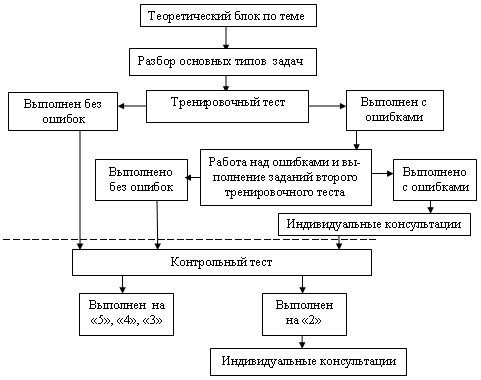 Теоретический блок по теме
Разбор основных типов задач
Выполнен без
ошибок
Тренировочный тест
Выполнен с
ошибками
Выполнено
без ошибок
Работа над ошибками и вы-
полнение заданий второго
тренировочного теста
Выполнено
с ошибками
Индивидуальные консультации
Контрольный тест
Выполнен на
«5», «4», «3»
Выполнен
на «2»
Индивидуальные консультации